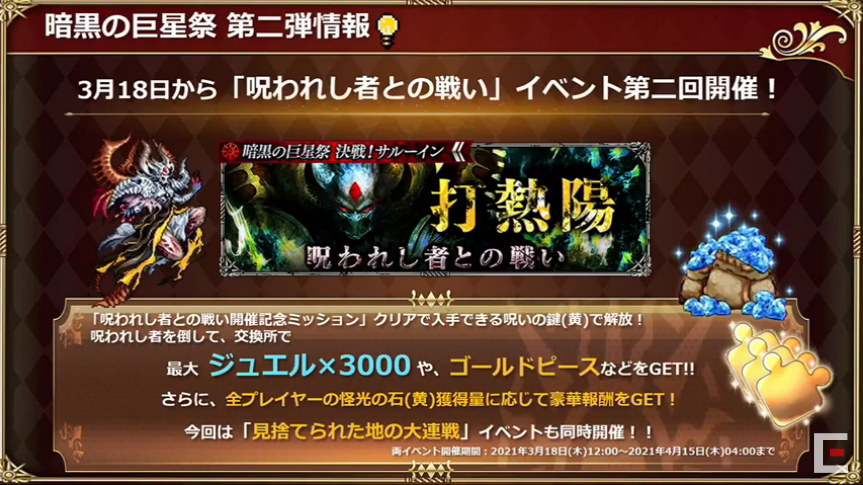 暗黒の巨星祭 第二弾情報
3月18日から「呪われし者との戦い」イベント第二回開催！
暗黒の巨星祭 決戦!サルーイン
打熱陽
呪われし者との戦い
「呪われし者との戦い開催記念ミッション」クリアで入手できる呪いの鍵(黄)で解放！
呪われし者を倒して、交換所で
最大 ジュエル×3000 や、ゴールドピースなどをGET!!
さらに、全プレイヤーの怪光の石(黄)獲得量に応じて豪華報酬をGET！
今回は「見捨てられた地の大連戦」イベントも同時開催！！
両イベント開催期間：2021年3月18日(木)12:00～2021年4月15日(木)04:00まで